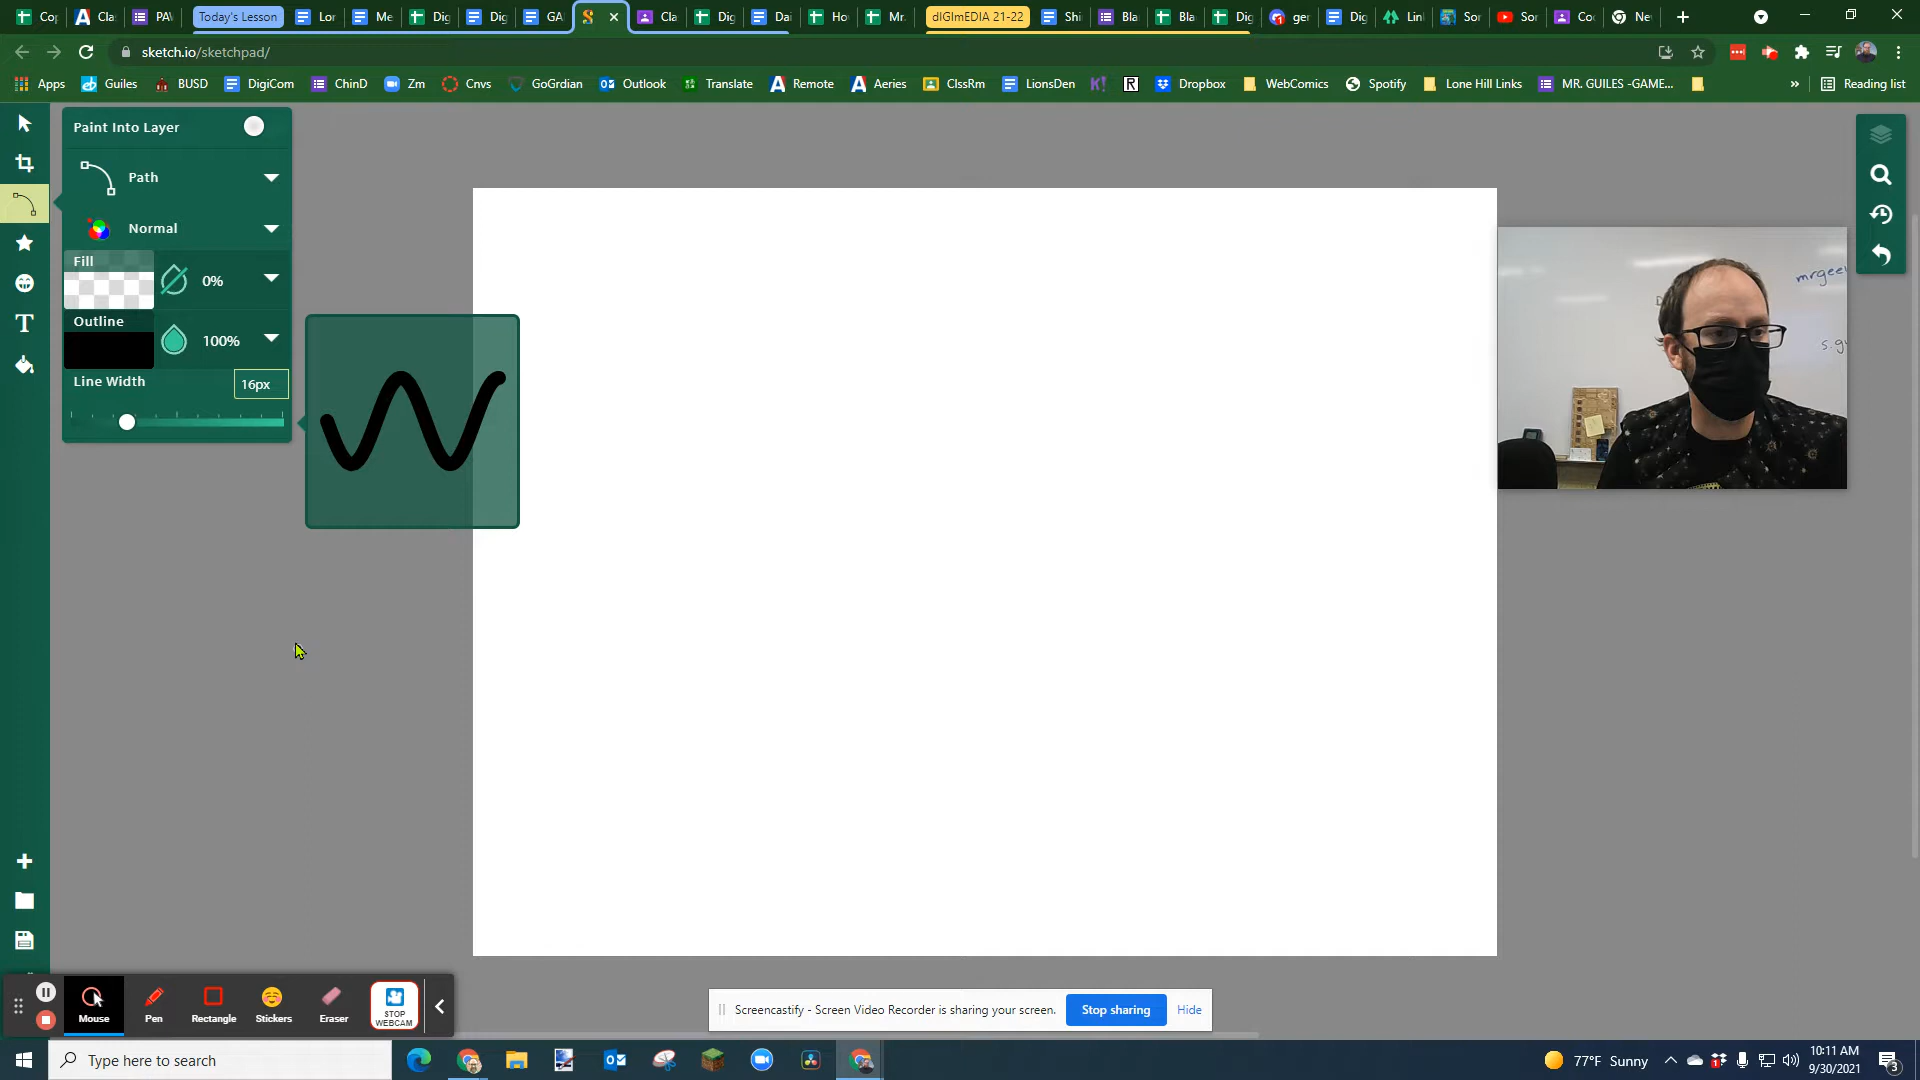 Co
Cla
PAV
Today's Lesson
Lor
Me
Dig
Dig
GA
Cla
Dig
Dai
Ho
Mr.
dIGImEDIA 21-22
Shi
Bla
Bla
Dig
ger
Dig
Lin
Sor
Sor
Coo
Ne
sketch.io/sketchpad/
Apps
Guiles
BUSD
DigiCom
ChinD
Zm
Cnvs
GoGrdian
Outlook
Translate
Remote
Aeries
ClssRm
LionsDen
K!
R
Dropbox
WebComics
Spotify
Lone Hill Links
MR. GUILES -GAME...
»
Reading list
Paint Into Layer
Path
Normal
Fill
0%
Outline
100%
Line Width
16px
T
mrgee
s.g
Mouse
Pen
Rectangle
Stickers
Eraser
STOP
WEBCAM
Screencastify - Screen Video Recorder is sharing your screen.
Stop sharing
Hide
Type here to search
77°F Sunny
10:11 AM
9/30/2021
3